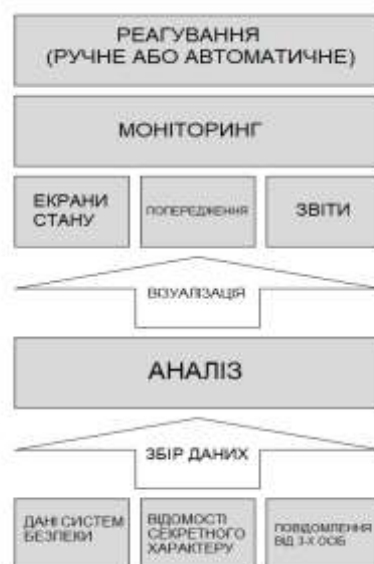 РЕАГУВАННЯ
(РУЧНЕ АБО АВТОМАТИЧНЕ)
МОНІТОРИНГ
ЕКРАНИ
СТАНУ
ПОПЕРЕДЖЕННЯ
ЗВІТИ
ВІЗУАЛІЗАЦІЯ
АНАЛІЗ
ЗБІР ДАНИХ
ДАНІ СИСТЕМ
БЕЗПЕКИ
ВІДОМОСТІ
СЕКРЕТНОГО
ХАРАКТЕРУ
ПОВІДОМЛЕННЯ
ВІД 3-Х ОСІБ